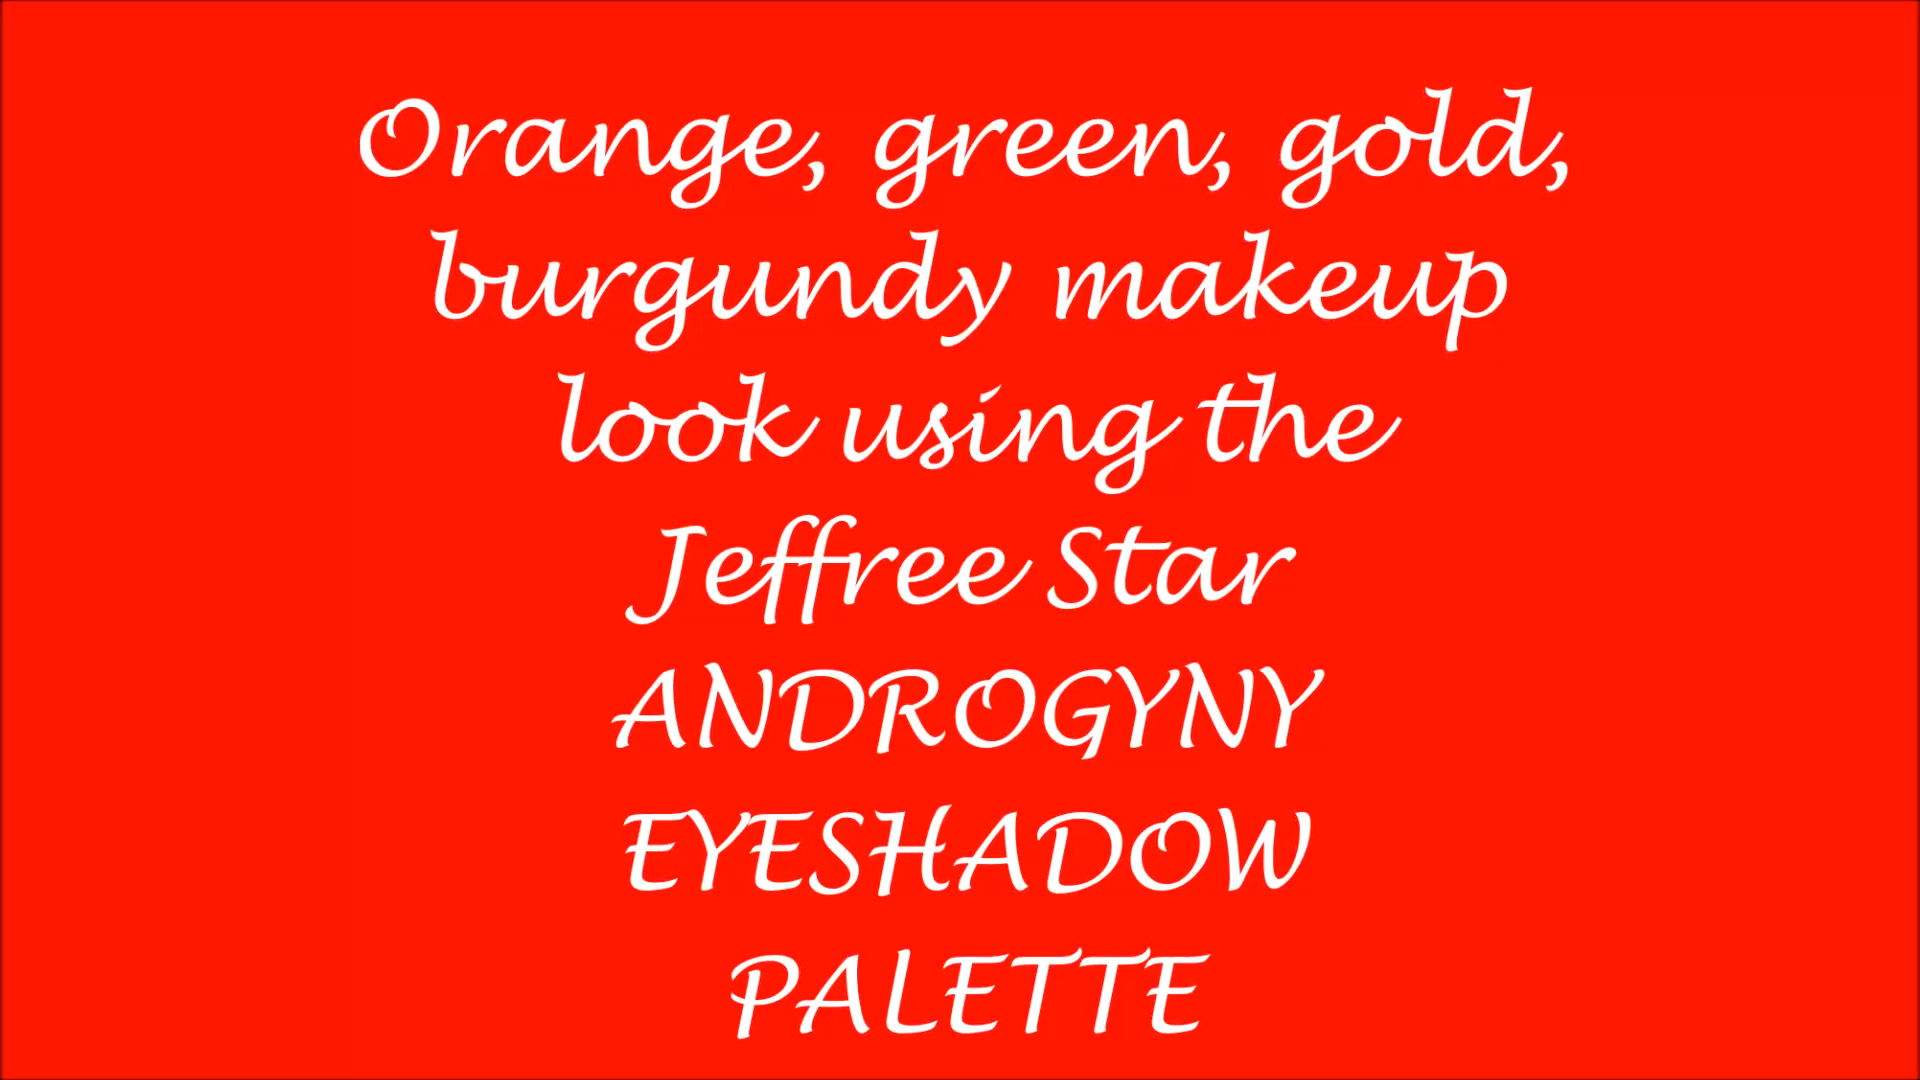 Orange, green, gold,
burgundy makeup
look using the
Jeffree Star
ANDROGYNY
EYESHADOW
PALETTE